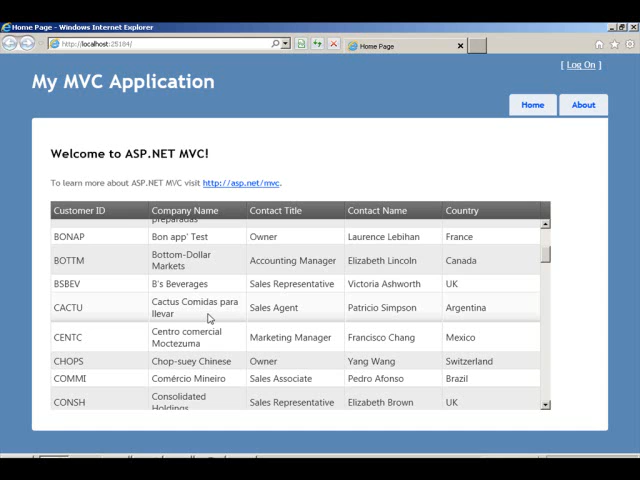 Home Page - Windows Internet Explorer
http://localhost:25184/
Home Page
[ Log On ]
My MVC Application
Home About
Welcome to ASP.NET MVC!
To learn more about ASP.NET MVC visit http://asp.net/mvc.
Customer ID Company Name Contact Title Contact Name Country
preparadas
BONAP Bon app' Test Owner Laurence Lebihan France
BOTTM Bottom-Dollar Markets Accounting Manager Elizabeth Lincoln Canada
BSBEV B's Beverages Sales Representative Victoria Ashworth UK
CACTU Cactus Comidas para llevar Sales Agent Patricio Simpson Argentina
CENTC Centro comercial Moctezuma Marketing Manager Francisco Chang Mexico
CHOPS Chop-suey Chinese Owner Yang Wang Switzerland
COMMI Comércio Mineiro Sales Associate Pedro Afonso Brazil
CONSH Consolidated Holdings Sales Representative Elizabeth Brown UK